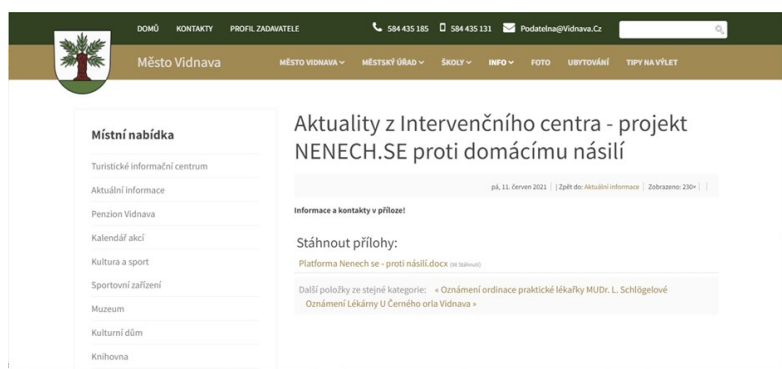 DOMŮ KONTAKTY PROFIL ZADAVATELE 584 435 185 584 435 131 Podatelna@Vidnava.Cz
Město Vidnava MĚSTO VIDNAVA MĚSTSKÝ ÚŘAD ŠKOLY INFO FOTO UBYTOVÁNÍ TIPY NA VÝLET
Místní nabídka
Turistické informační centrum
Aktuální informace
Penzion Vidnava
Kalendář akcí
Kultura a sport
Sportovní zařízení
Muzeum
Kulturní dům
Knihovna
Aktuality z Intervenčního centra - projekt
NENECH.SE proti domácímu násilí
pá, 11. červen 2021 | | Zpět do: Aktuální informace | Zobrazeno: 230× | |
Informace a kontakty v příloze!
Stáhnout přílohy:
Platforma Nenech se - proti násilí.docx
Další položky ze stejné kategorie: « Oznámení ordinace praktické lékařky MUDr. L. Schlögelové
Oznámení Lékárny U Černého orla Vidnava »